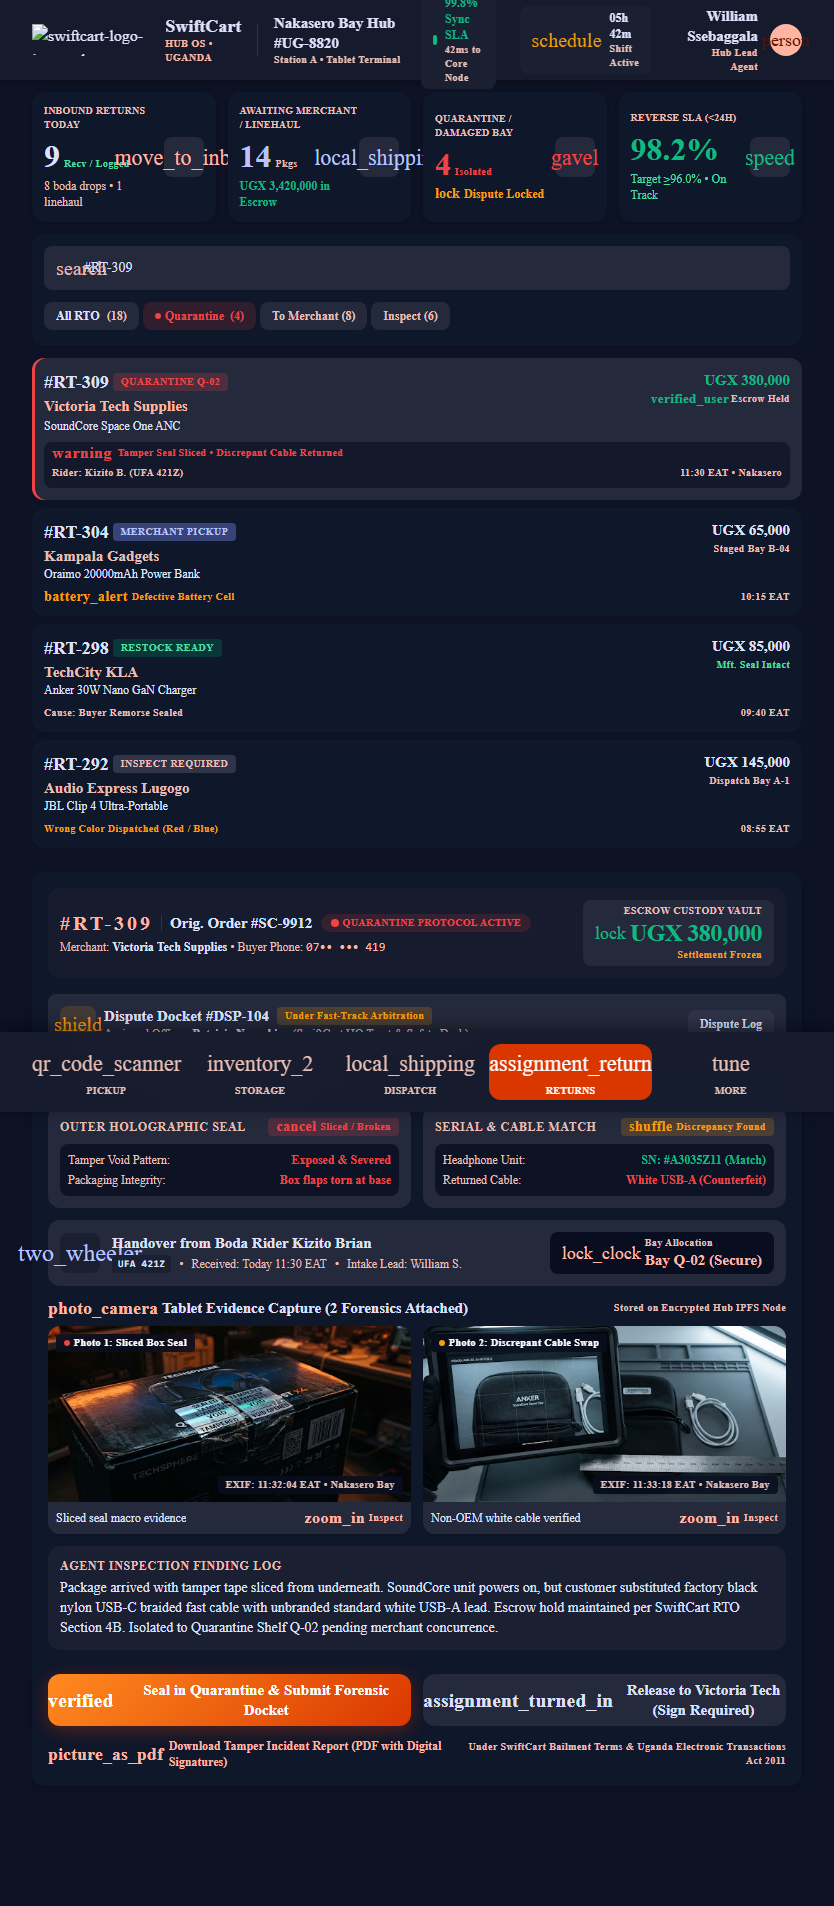 swiftcart-logo-
SwiftCart
HUB OS •
UGANDA
Nakasero Bay Hub
#UG-8820
Station A • Tablet Terminal
99.8%
Sync
SLA
42ms to
Core
Node
schedule
05h
42m
Shift
Active
William
Ssebaggala
Hub Lead
Agent
person
INBOUND RETURNS
TODAY
9 Recv / Logged
move_to_inb
8 boda drops • 1
linehaul
AWAITING MERCHANT
/ LINEHAUL
14 Pkgs
local_shippi
UGX 3,420,000 in
Escrow
QUARANTINE /
DAMAGED BAY
4 Isolated
gavel
lock Dispute Locked
REVERSE SLA (<24H)
98.2%
speed
Target ≥96.0% • On
Track
search
#RT-309
All RTO (18)
Quarantine (4)
To Merchant (8)
Inspect (6)
#RT-309 QUARANTINE Q-02
UGX 380,000
Victoria Tech Supplies
verified_user Escrow Held
SoundCore Space One ANC
warning Tamper Seal Sliced • Discrepant Cable Returned
Rider: Kizito B. (UFA 421Z)
11:30 EAT • Nakasero
#RT-304 MERCHANT PICKUP
UGX 65,000
Kampala Gadgets
Staged Bay B-04
Oraimo 20000mAh Power Bank
battery_alert Defective Battery Cell
10:15 EAT
#RT-298 RESTOCK READY
UGX 85,000
TechCity KLA
Mft. Seal Intact
Anker 30W Nano GaN Charger
Cause: Buyer Remorse Sealed
09:40 EAT
#RT-292 INSPECT REQUIRED
UGX 145,000
Audio Express Lugogo
Dispatch Bay A-1
JBL Clip 4 Ultra-Portable
Wrong Color Dispatched (Red / Blue)
08:55 EAT
#RT-309
Orig. Order #SC-9912
QUARANTINE PROTOCOL ACTIVE
Merchant: Victoria Tech Supplies • Buyer Phone: 07•• ••• 419
ESCROW CUSTODY VAULT
lock UGX 380,000
Settlement Frozen
shield
Dispute Docket #DSP-104
Under Fast-Track Arbitration
Dispute Log
qr_code_scanner
PICKUP
inventory_2
STORAGE
local_shipping
DISPATCH
assignment_return
RETURNS
tune
MORE
OUTER HOLOGRAPHIC SEAL
cancel Sliced / Broken
Tamper Void Pattern:
Exposed & Severed
Packaging Integrity:
Box flaps torn at base
SERIAL & CABLE MATCH
shuffle Discrepancy Found
Headphone Unit:
SN: #A3035Z11 (Match)
Returned Cable:
White USB-A (Counterfeit)
two_wheeler
Handover from Boda Rider Kizito Brian
UFA 421Z • Received: Today 11:30 EAT • Intake Lead: William S.
lock_clock
Bay Allocation
Bay Q-02 (Secure)
photo_camera Tablet Evidence Capture (2 Forensics Attached)
Stored on Encrypted Hub IPFS Node
Photo 1: Sliced Box Seal
TECHSPHERE
VOID
TAMPERED
TECHSPHERE
EXIF: 11:32:04 EAT • Nakasero Bay
Sliced seal macro evidence
zoom_in Inspect
Photo 2: Discrepant Cable Swap
ANKER
EXIF: 11:33:18 EAT • Nakasero Bay
Non-OEM white cable verified
zoom_in Inspect
AGENT INSPECTION FINDING LOG
Package arrived with tamper tape sliced from underneath. SoundCore unit powers on, but customer substituted factory black
nylon USB-C braided fast cable with unbranded standard white USB-A lead. Escrow hold maintained per SwiftCart RTO
Section 4B. Isolated to Quarantine Shelf Q-02 pending merchant concurrence.
verified
Seal in Quarantine & Submit Forensic
Docket
assignment_turned_in
Release to Victoria Tech
(Sign Required)
picture_as_pdf
Download Tamper Incident Report (PDF with Digital
Signatures)
Under SwiftCart Bailment Terms & Uganda Electronic Transactions
Act 2011